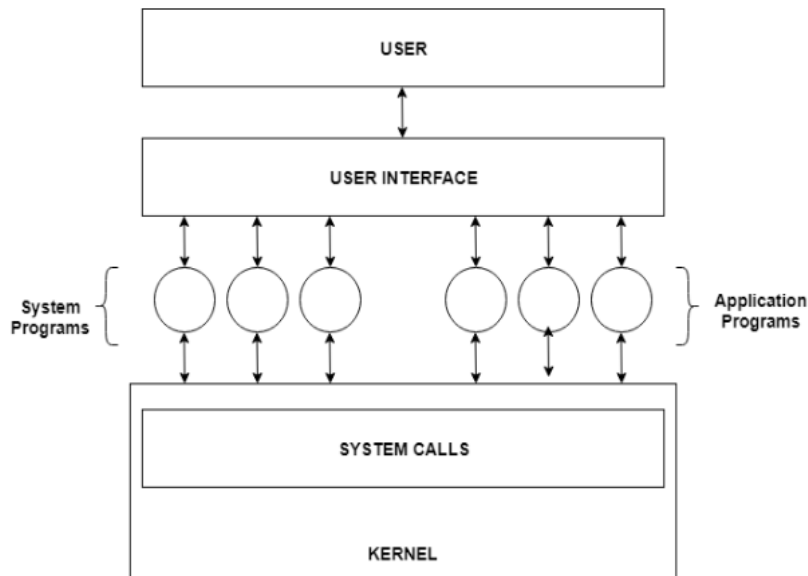 USER
USER INTERFACE
System
Programs
Application
Programs
SYSTEM CALLS
KERNEL